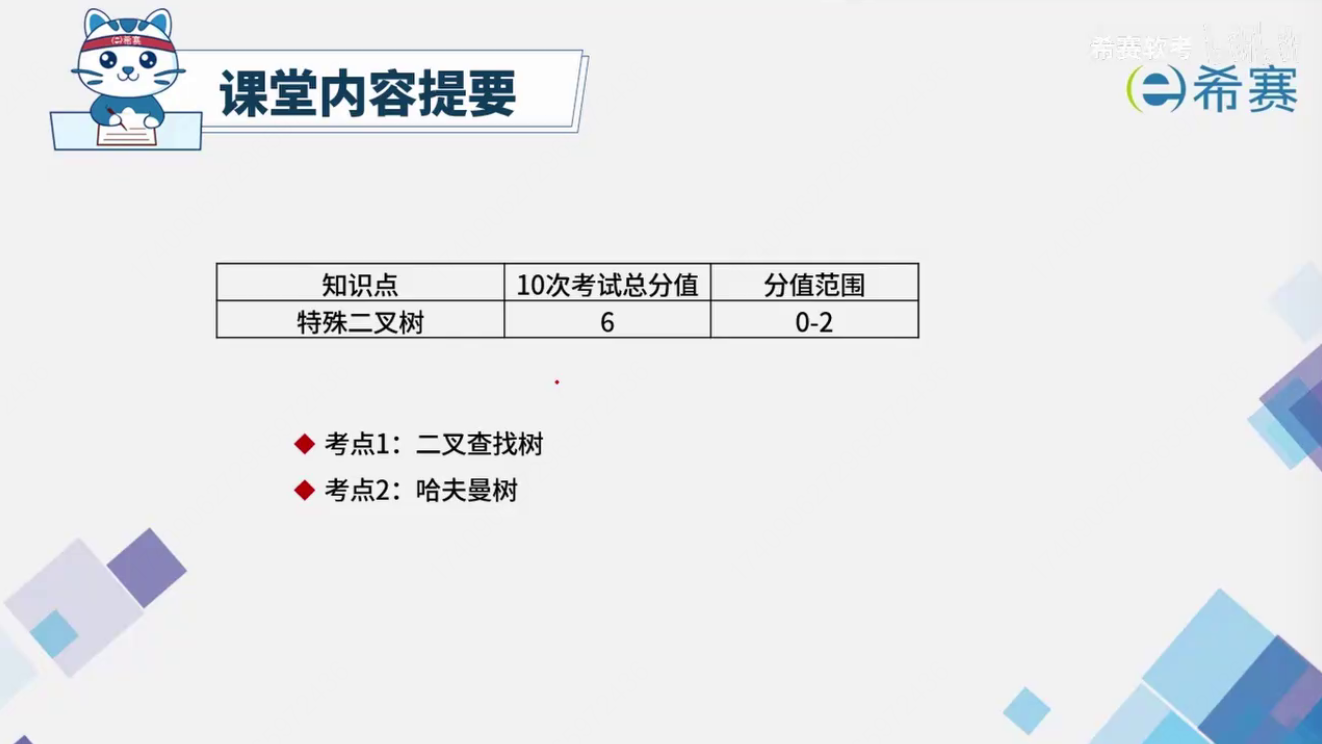 希赛
课堂内容提要
希赛软考
希赛
知识点 10次考试总分值 分值范围
特殊二叉树 6 0-2
考点1：二叉查找树
考点2：哈夫曼树